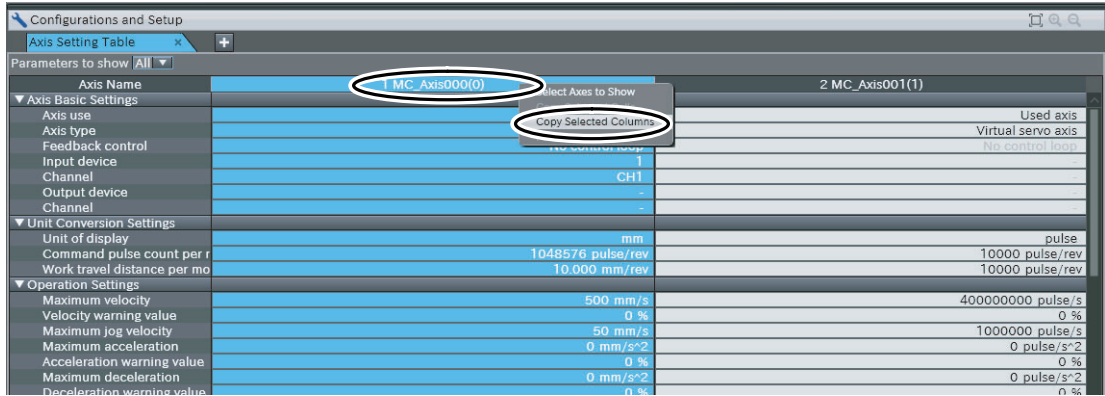 Configurations and Setup
Axis Setting Table × +
Parameters to show All ▼
Axis Name 1 MC_Axis000(0) 2 MC_Axis001(1)
Select Axes to Show
Copy Selected Columns
▼ Axis Basic Settings
Axis use Used axis
Axis type Virtual servo axis
Feedback control No control loop No control loop
Input device 1 -
Channel CH1 -
Output device - -
Channel - -
▼ Unit Conversion Settings
Unit of display mm pulse
Command pulse count per r 1048576 pulse/rev 10000 pulse/rev
Work travel distance per mo 10.000 mm/rev 10000 pulse/rev
▼ Operation Settings
Maximum velocity 500 mm/s 400000000 pulse/s
Velocity warning value 0 % 0 %
Maximum jog velocity 50 mm/s 1000000 pulse/s
Maximum acceleration 0 mm/s^2 0 pulse/s^2
Acceleration warning value 0 % 0 %
Maximum deceleration 0 mm/s^2 0 pulse/s^2
Deceleration warning value 0 % 0 %